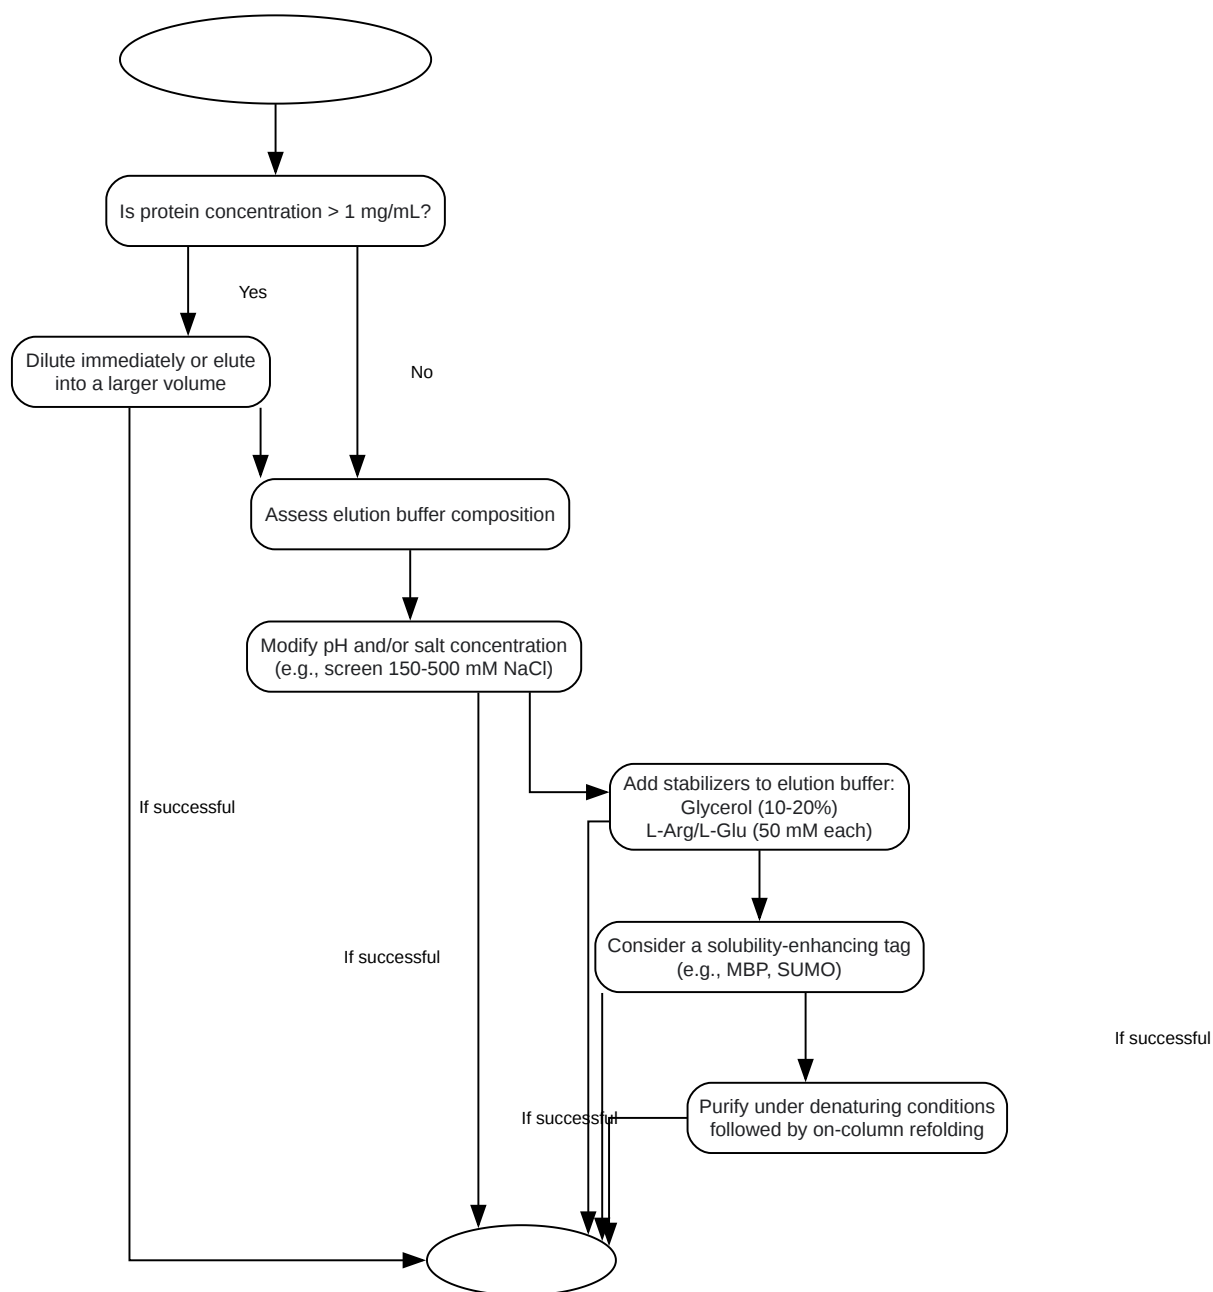 Is protein concentration > 1 mg/mL?
Yes
Dilute immediately or elute
into a larger volume
No
Assess elution buffer composition
Modify pH and/or salt concentration
(e.g., screen 150-500 mM NaCl)
Add stabilizers to elution buffer:
Glycerol (10-20%)
L-Arg/L-Glu (50 mM each)
If successful
Consider a solubility-enhancing tag
(e.g., MBP, SUMO)
If successful
If successful
Purify under denaturing conditions
followed by on-column refolding
If successful